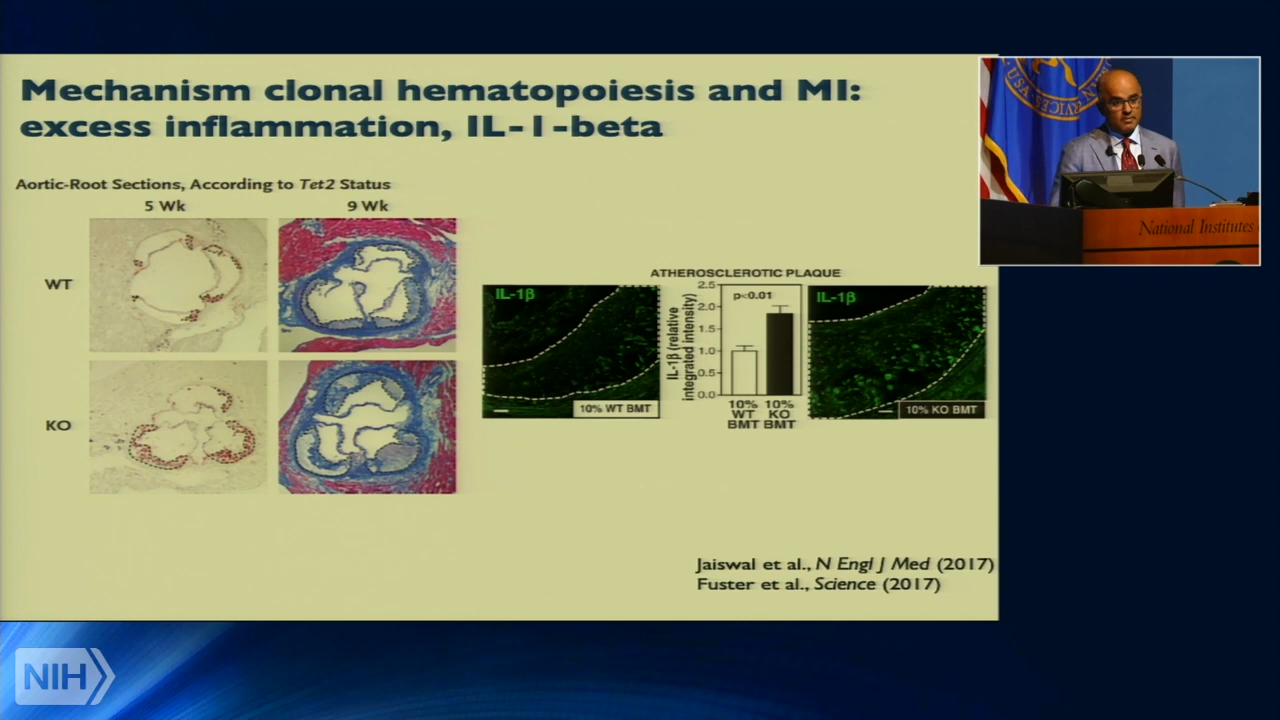 Mechanism clonal hematopoiesis and MI:
excess inflammation, IL-1-beta
Aortic-Root Sections, According to Tet2 Status
5 Wk
9 Wk
WT
KO
ATHEROSCLEROTIC PLAQUE
IL-1β
10% WT BMT
IL-1β (relative
integrated intensity)
2.5
2.0
1.5
1.0
0.5
0.0
p<0.01
10% 10%
WT KO
BMT BMT
IL-1β
10% KO BMT
Jaiswal et al., N Engl J Med (2017)
Fuster et al., Science (2017)
National Institutes
NIH